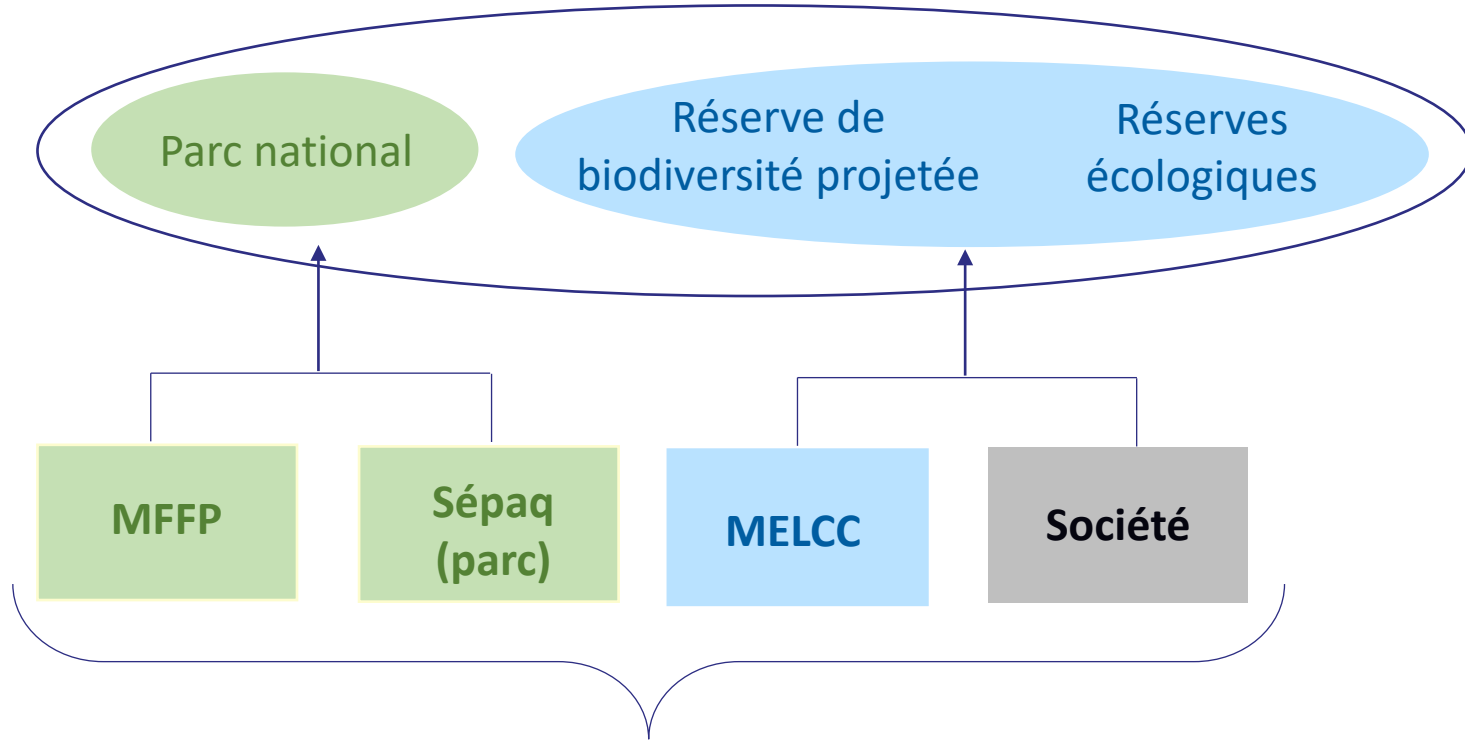 Parc national
Réserve de
biodiversité projetée
Réserves
écologiques
MFFP
Sépaq
(parc)
MELCC
Société